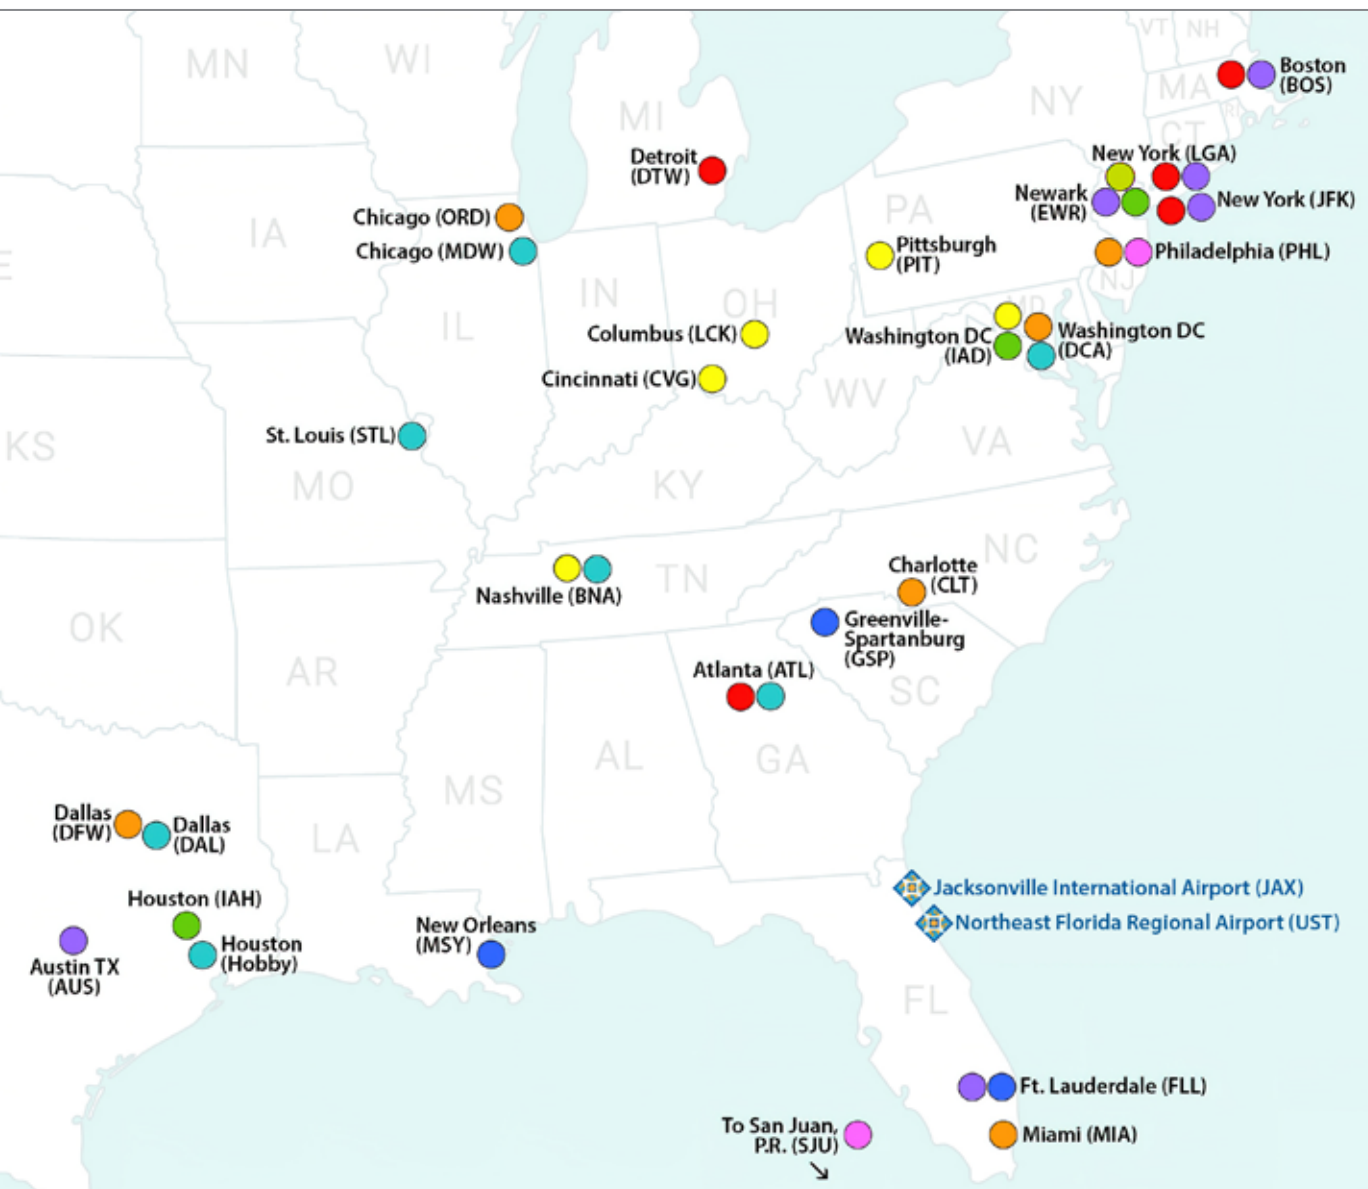 MN
WI
VT
NH
Boston
(BOS)
MA
RI
NY
MI
CT
Detroit
(DTW)
New York (LGA)
Newark
(EWR)
New York (JFK)
PA
Chicago (ORD)
IA
Chicago (MDW)
Pittsburgh
(PIT)
Philadelphia (PHL)
NJ
E
IN
OH
MD
IL
Columbus (LCK)
Washington DC
(IAD)
Washington DC
(DCA)
Cincinnati (CVG)
WV
St. Louis (STL)
KS
VA
MO
KY
NC
Charlotte
(CLT)
TN
Nashville (BNA)
OK
Greenville-
Spartanburg
(GSP)
AR
Atlanta (ATL)
SC
AL
GA
MS
Dallas
(DFW)
Dallas
(DAL)
LA
Jacksonville International Airport (JAX)
Houston (IAH)
New Orleans
(MSY)
Northeast Florida Regional Airport (UST)
Houston
(Hobby)
Austin TX
(AUS)
FL
Ft. Lauderdale (FLL)
To San Juan,
P.R. (SJU)
Miami (MIA)